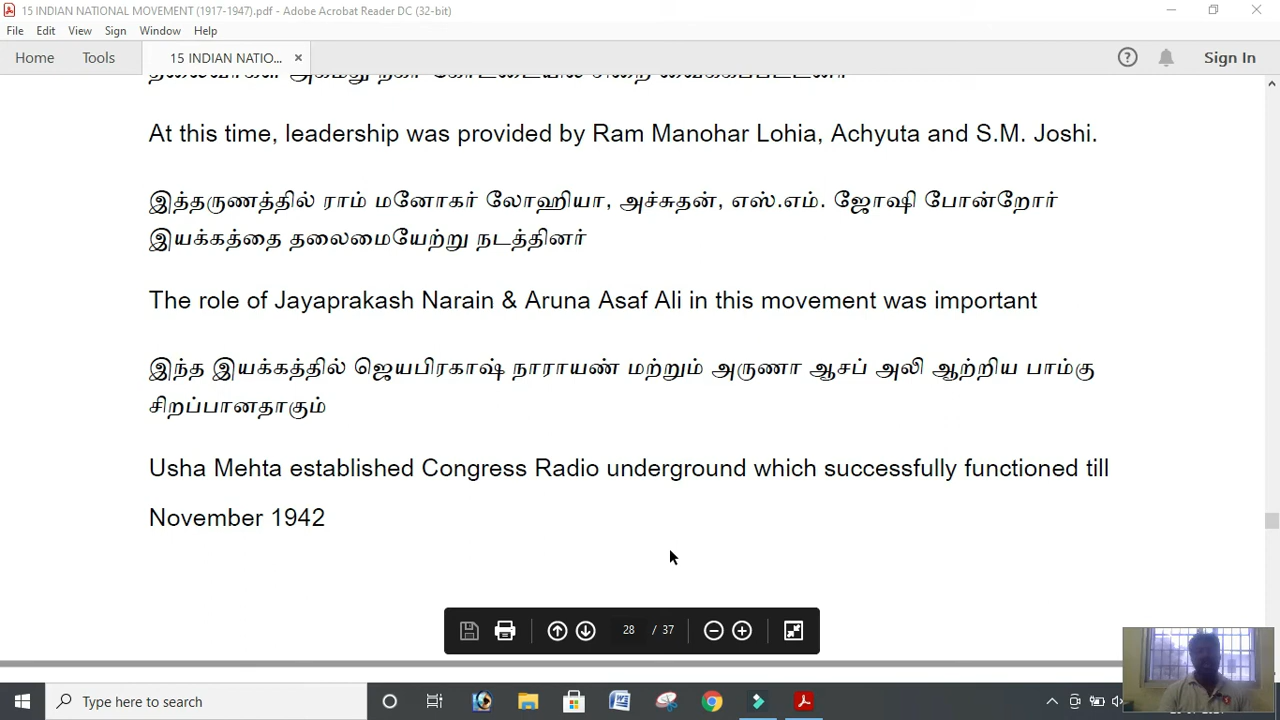 15 INDIAN NATIONAL MOVEMENT (1917-1947).pdf - Adobe Acrobat Reader DC (32-bit)
File Edit View Sign Window Help
Home Tools 15 INDIAN NATIO... × Sign In
At this time, leadership was provided by Ram Manohar Lohia, Achyuta and S.M. Joshi.
இத்தருணத்தில் ராம் மனோகர் லோஹியா, அச்சுதன், எஸ்.எம். ஜோஷி போன்றோர்
இயக்கத்தை தலைமையேற்று நடத்தினர்
The role of Jayaprakash Narain & Aruna Asaf Ali in this movement was important
இந்த இயக்கத்தில் ஜெயபிரகாஷ் நாராயண் மற்றும் அருணா ஆசப் அலி ஆற்றிய பாம்கு
சிறப்பானதாகும்
Usha Mehta established Congress Radio underground which successfully functioned till
November 1942
28 / 37
Type here to search